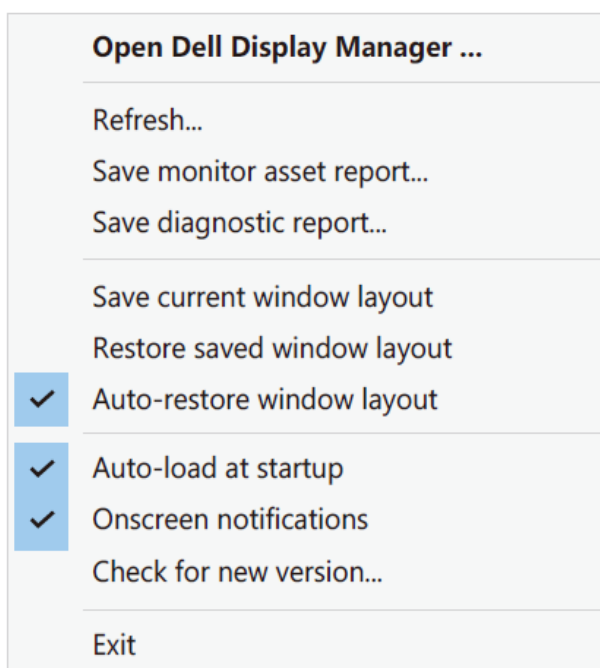 Open Dell Display Manager ...
Refresh...
Save monitor asset report...
Save diagnostic report...
Save current window layout
Restore saved window layout
Auto-restore window layout
Auto-load at startup
Onscreen notifications
Check for new version...
Exit